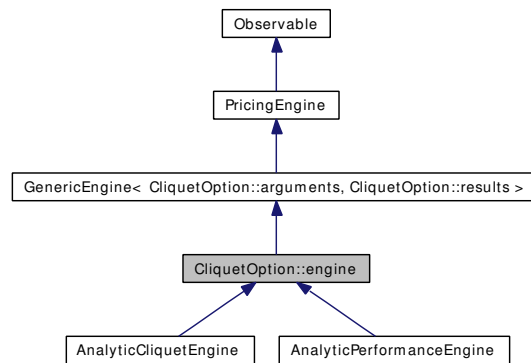 Observable
PricingEngine
GenericEngine< CliquetOption::arguments, CliquetOption::results >
CliquetOption::engine
AnalyticCliquetEngine
AnalyticPerformanceEngine